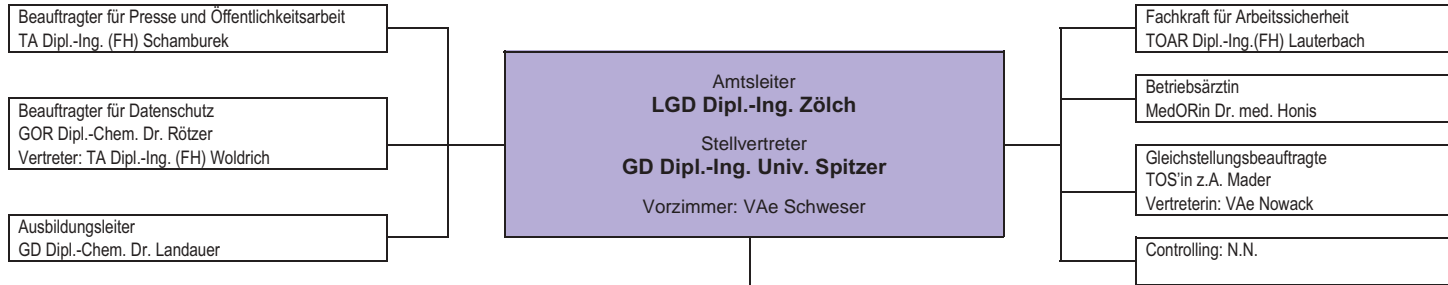 Beauftragter für Presse und Öffentlichkeitsarbeit
TA Dipl.-Ing. (FH) Schamburek
Beauftragter für Datenschutz
GOR Dipl.-Chem. Dr. Rötzer
Vertreter: TA Dipl.-Ing. (FH) Woldrich
Ausbildungsleiter
GD Dipl.-Chem. Dr. Landauer
Amtsleiter
LGD Dipl.-Ing. Zölch
Stellvertreter
GD Dipl.-Ing. Univ. Spitzer
Vorzimmer: VAe Schweser
Fachkraft für Arbeitssicherheit
TOAR Dipl.-Ing.(FH) Lauterbach
Betriebsärztin
MedORin Dr. med. Honis
Gleichstellungsbeauftragte
TOS'in z.A. Mader
Vertreterin: VAe Nowack
Controlling: N.N.